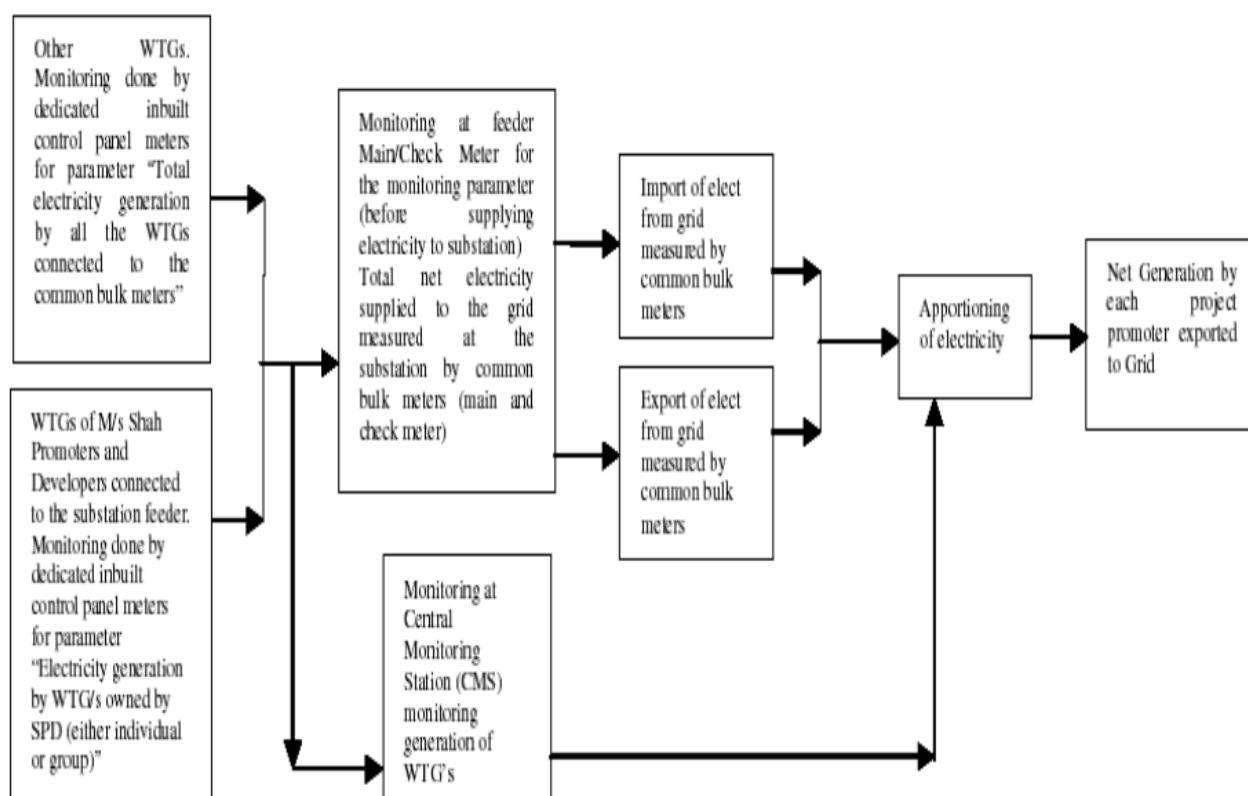 Other WTGs.
Monitoring done by
dedicated inbuilt
control panel meters
for parameter “Total
electricity generation
by all the WTGs
connected to the
common bulk meters”
WTGs of M/s Shah
Promoters and
Developers connected
to the substation feeder.
Monitoring done by
dedicated inbuilt
control panel meters
for parameter
“Electricity generation
by WTG/s owned by
SPD (either individual
or group)”
Monitoring at feeder
Main/Check Meter for
the monitoring parameter
(before supplying
electricity to substation)
Total net electricity
supplied to the grid
measured at the
substation by common
bulk meters (main and
check meter)
Monitoring at
Central
Monitoring
Station (CMS)
monitoring
generation of
WTG’s
Import of elect
from grid
measured by
common bulk
meters
Export of elect
from grid
measured by
common bulk
meters
Apportioning
of electricity
Net Generation by
each project
promoter exported
to Grid